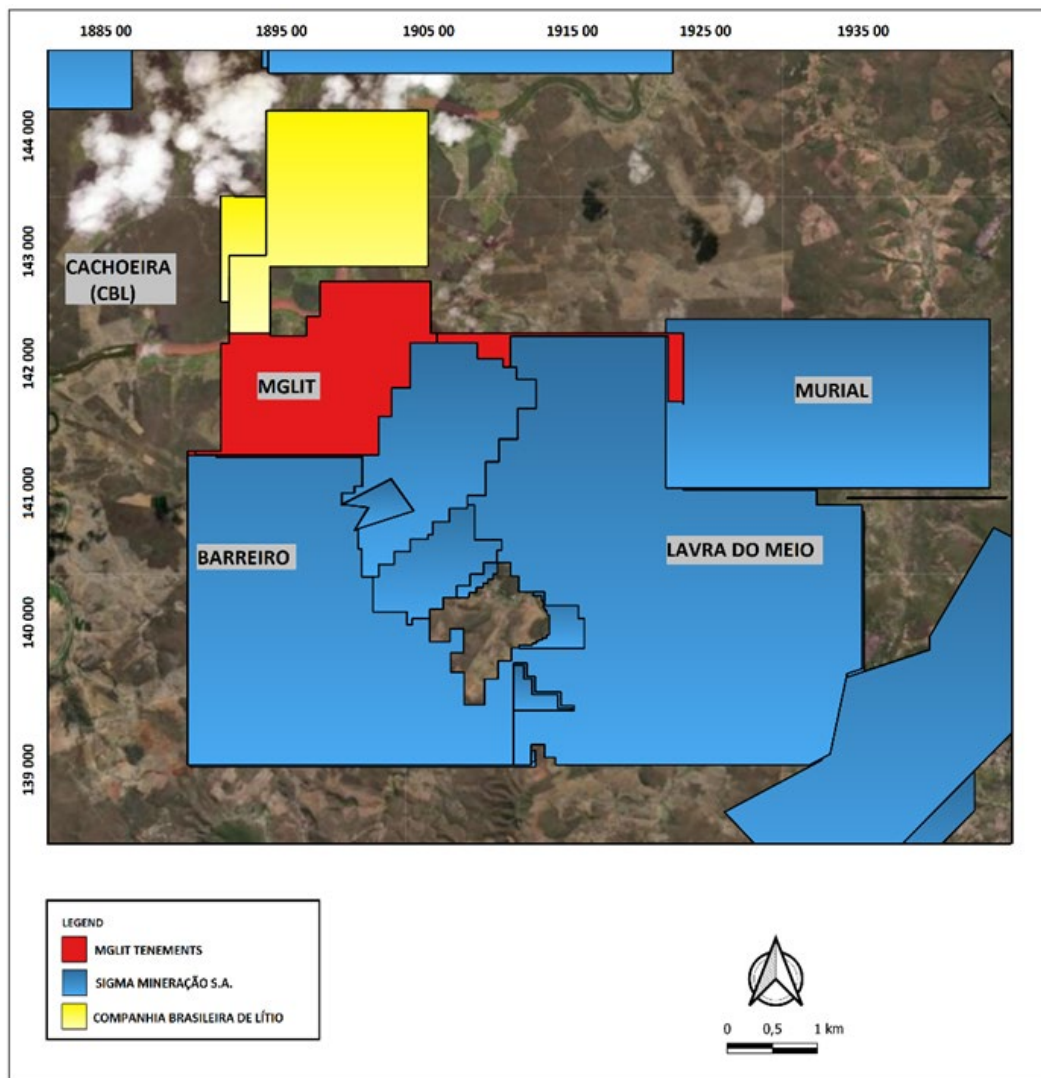 1885 00 1895 00 1905 00 1915 00 1925 00 1935 00
144 000
143 000
142 000
141 000
140 000
139 000
CACHOEIRA
(CBL)
MGLIT
MURIAL
BARREIRO
LAVRA DO MEIO
LEGEND
MGLIT TENEMENTS
SIGMA MINERAÇÃO S.A.
COMPANHIA BRASILEIRA DE LÍTIO
0 0,5 1 km